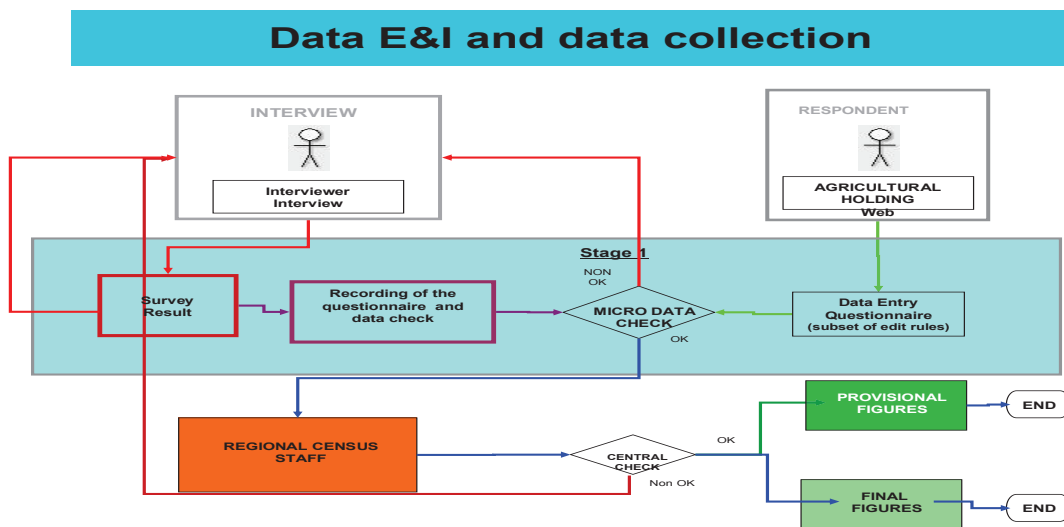 Data E&I and data collection
INTERVIEW
Interviewer
Interview
RESPONDENT
AGRICULTURAL
HOLDING
Web
Stage 1
Survey
Result
Recording of the
questionnaire and
data check
NON
OK
MICRO DATA
CHECK
OK
Data Entry
Questionnaire
(subset of edit rules)
REGIONAL CENSUS
STAFF
CENTRAL
CHECK
OK
Non OK
PROVISIONAL
FIGURES
END
FINAL
FIGURES
END